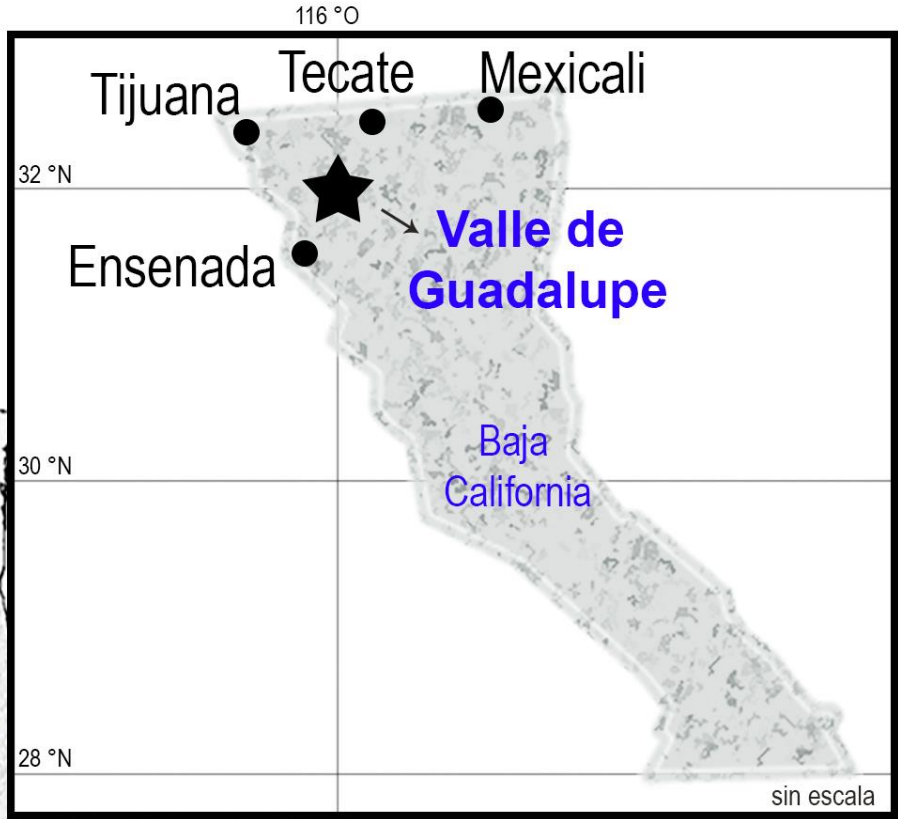 116 °O
Tijuana
Tecate
Mexicali
32 °N
Valle de
Guadalupe
Ensenada
Baja
California
30 °N
28 °N
sin escala